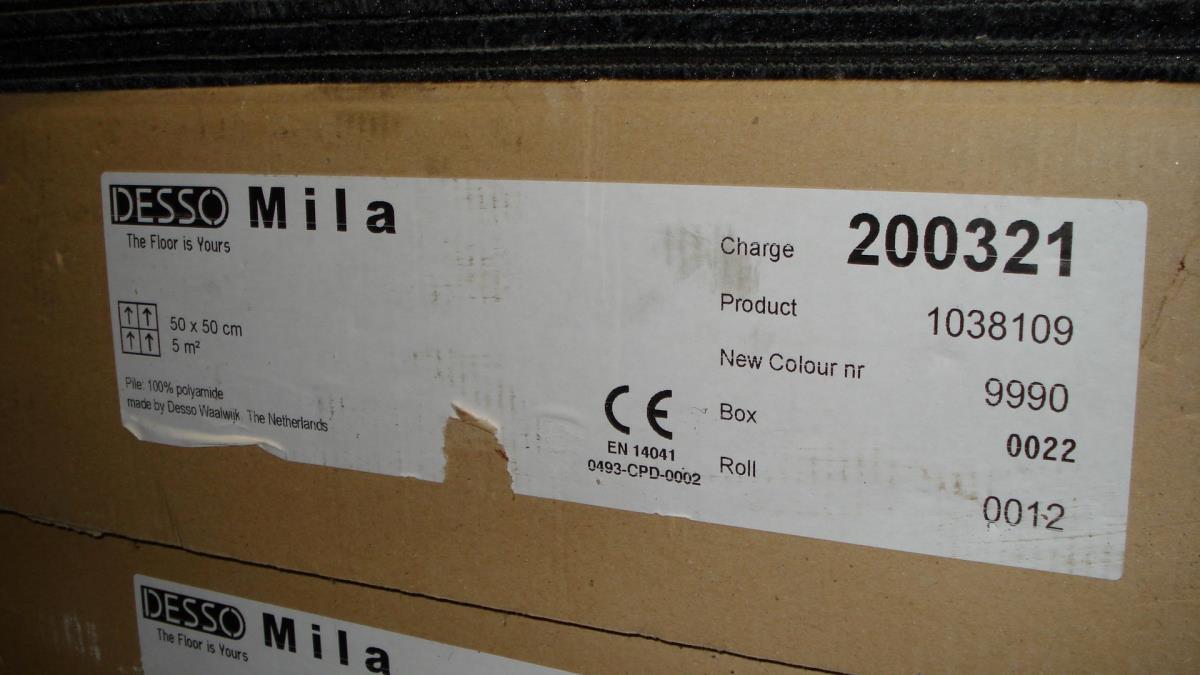 DESSO Mila
The Floor is Yours
50 x 50 cm
5 m²
Pile: 100% polyamide
made by Desso Waalwijk The Netherlands
CE
EN 14041
0493-CPD-0002
Charge 200321
Product 1038109
New Colour nr 9990
Box 0022
Roll 0012
DESSO Mila
The Floor is Yours